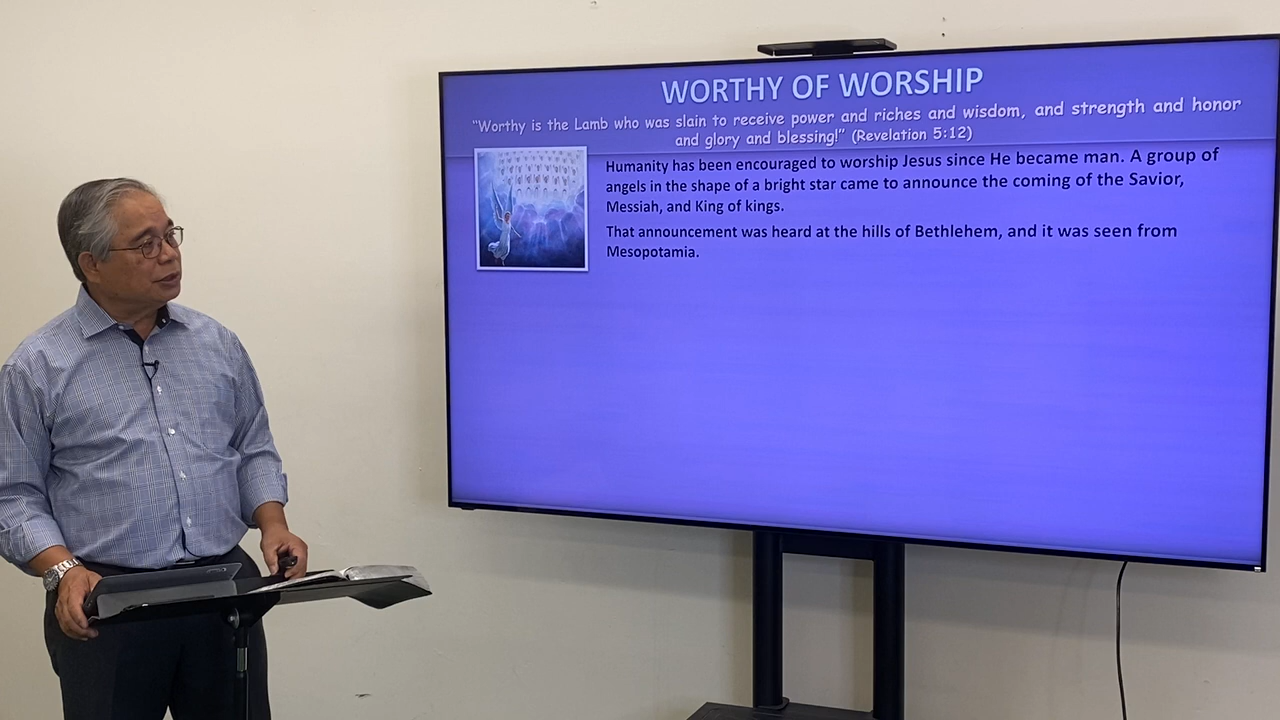 WORTHY OF WORSHIP
“Worthy is the Lamb who was slain to receive power and riches and wisdom, and strength and honor
and glory and blessing!” (Revelation 5:12)
Humanity has been encouraged to worship Jesus since He became man. A group of
angels in the shape of a bright star came to announce the coming of the Savior,
Messiah, and King of kings.
That announcement was heard at the hills of Bethlehem, and it was seen from
Mesopotamia.